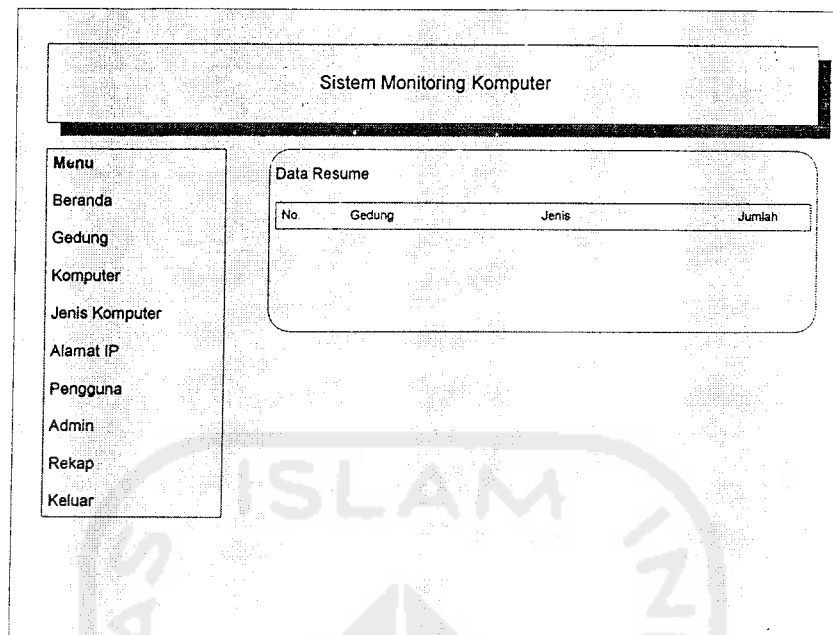 Sistem Monitoring Komputer
Menu
Beranda
Gedung
Komputer
Jenis Komputer
Alamat IP
Pengguna
Admin
Rekap
Keluar
Data Resume
No. Gedung Jenis Jumlah
ISLAM